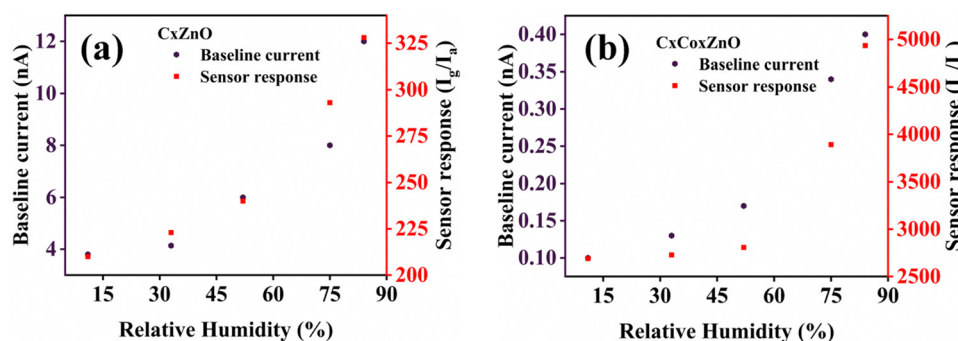 (a)
CxZnO
Baseline current
Sensor response
Baseline current (nA)
12
10
8
6
4
325
300
275
250
225
200
Sensor response (Ig/Ia)
15 30 45 60 75 90
Relative Humidity (%)
(b)
CxCoxZnO
Baseline current
Sensor response
Baseline current (nA)
0.40
0.35
0.30
0.25
0.20
0.15
0.10
5000
4500
4000
3500
3000
2500
Sensor response
15 30 45 60 75 90
Relative Humidity (%)